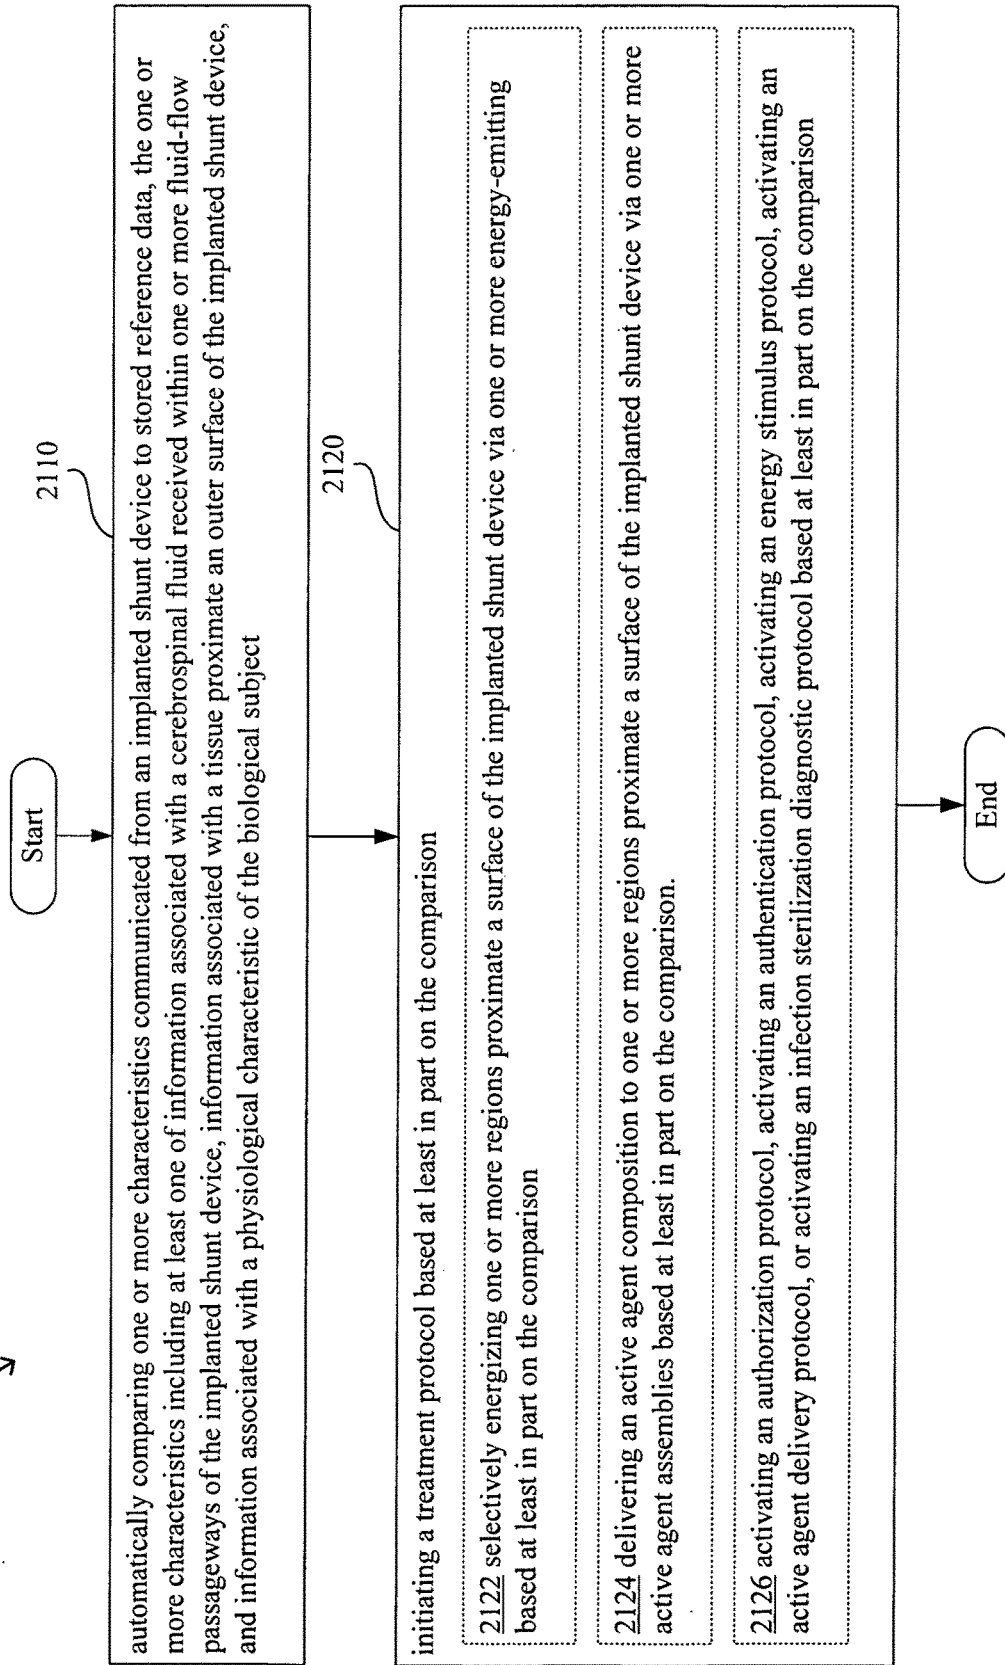 Start
2110
automatically comparing one or more characteristics communicated from an implanted shunt device to stored reference data, the one or
more characteristics including at least one of information associated with a cerebrospinal fluid received within one or more fluid-flow
passageways of the implanted shunt device, information associated with a tissue proximate an outer surface of the implanted shunt device,
and information associated with a physiological characteristic of the biological subject
2120
initiating a treatment protocol based at least in part on the comparison
2122 selectively energizing one or more regions proximate a surface of the implanted shunt device via one or more energy-emitting
based at least in part on the comparison
2124 delivering an active agent composition to one or more regions proximate a surface of the implanted shunt device via one or more
active agent assemblies based at least in part on the comparison.
2126 activating an authorization protocol, activating an authentication protocol, activating an energy stimulus protocol, activating an
active agent delivery protocol, or activating an infection sterilization diagnostic protocol based at least in part on the comparison
End